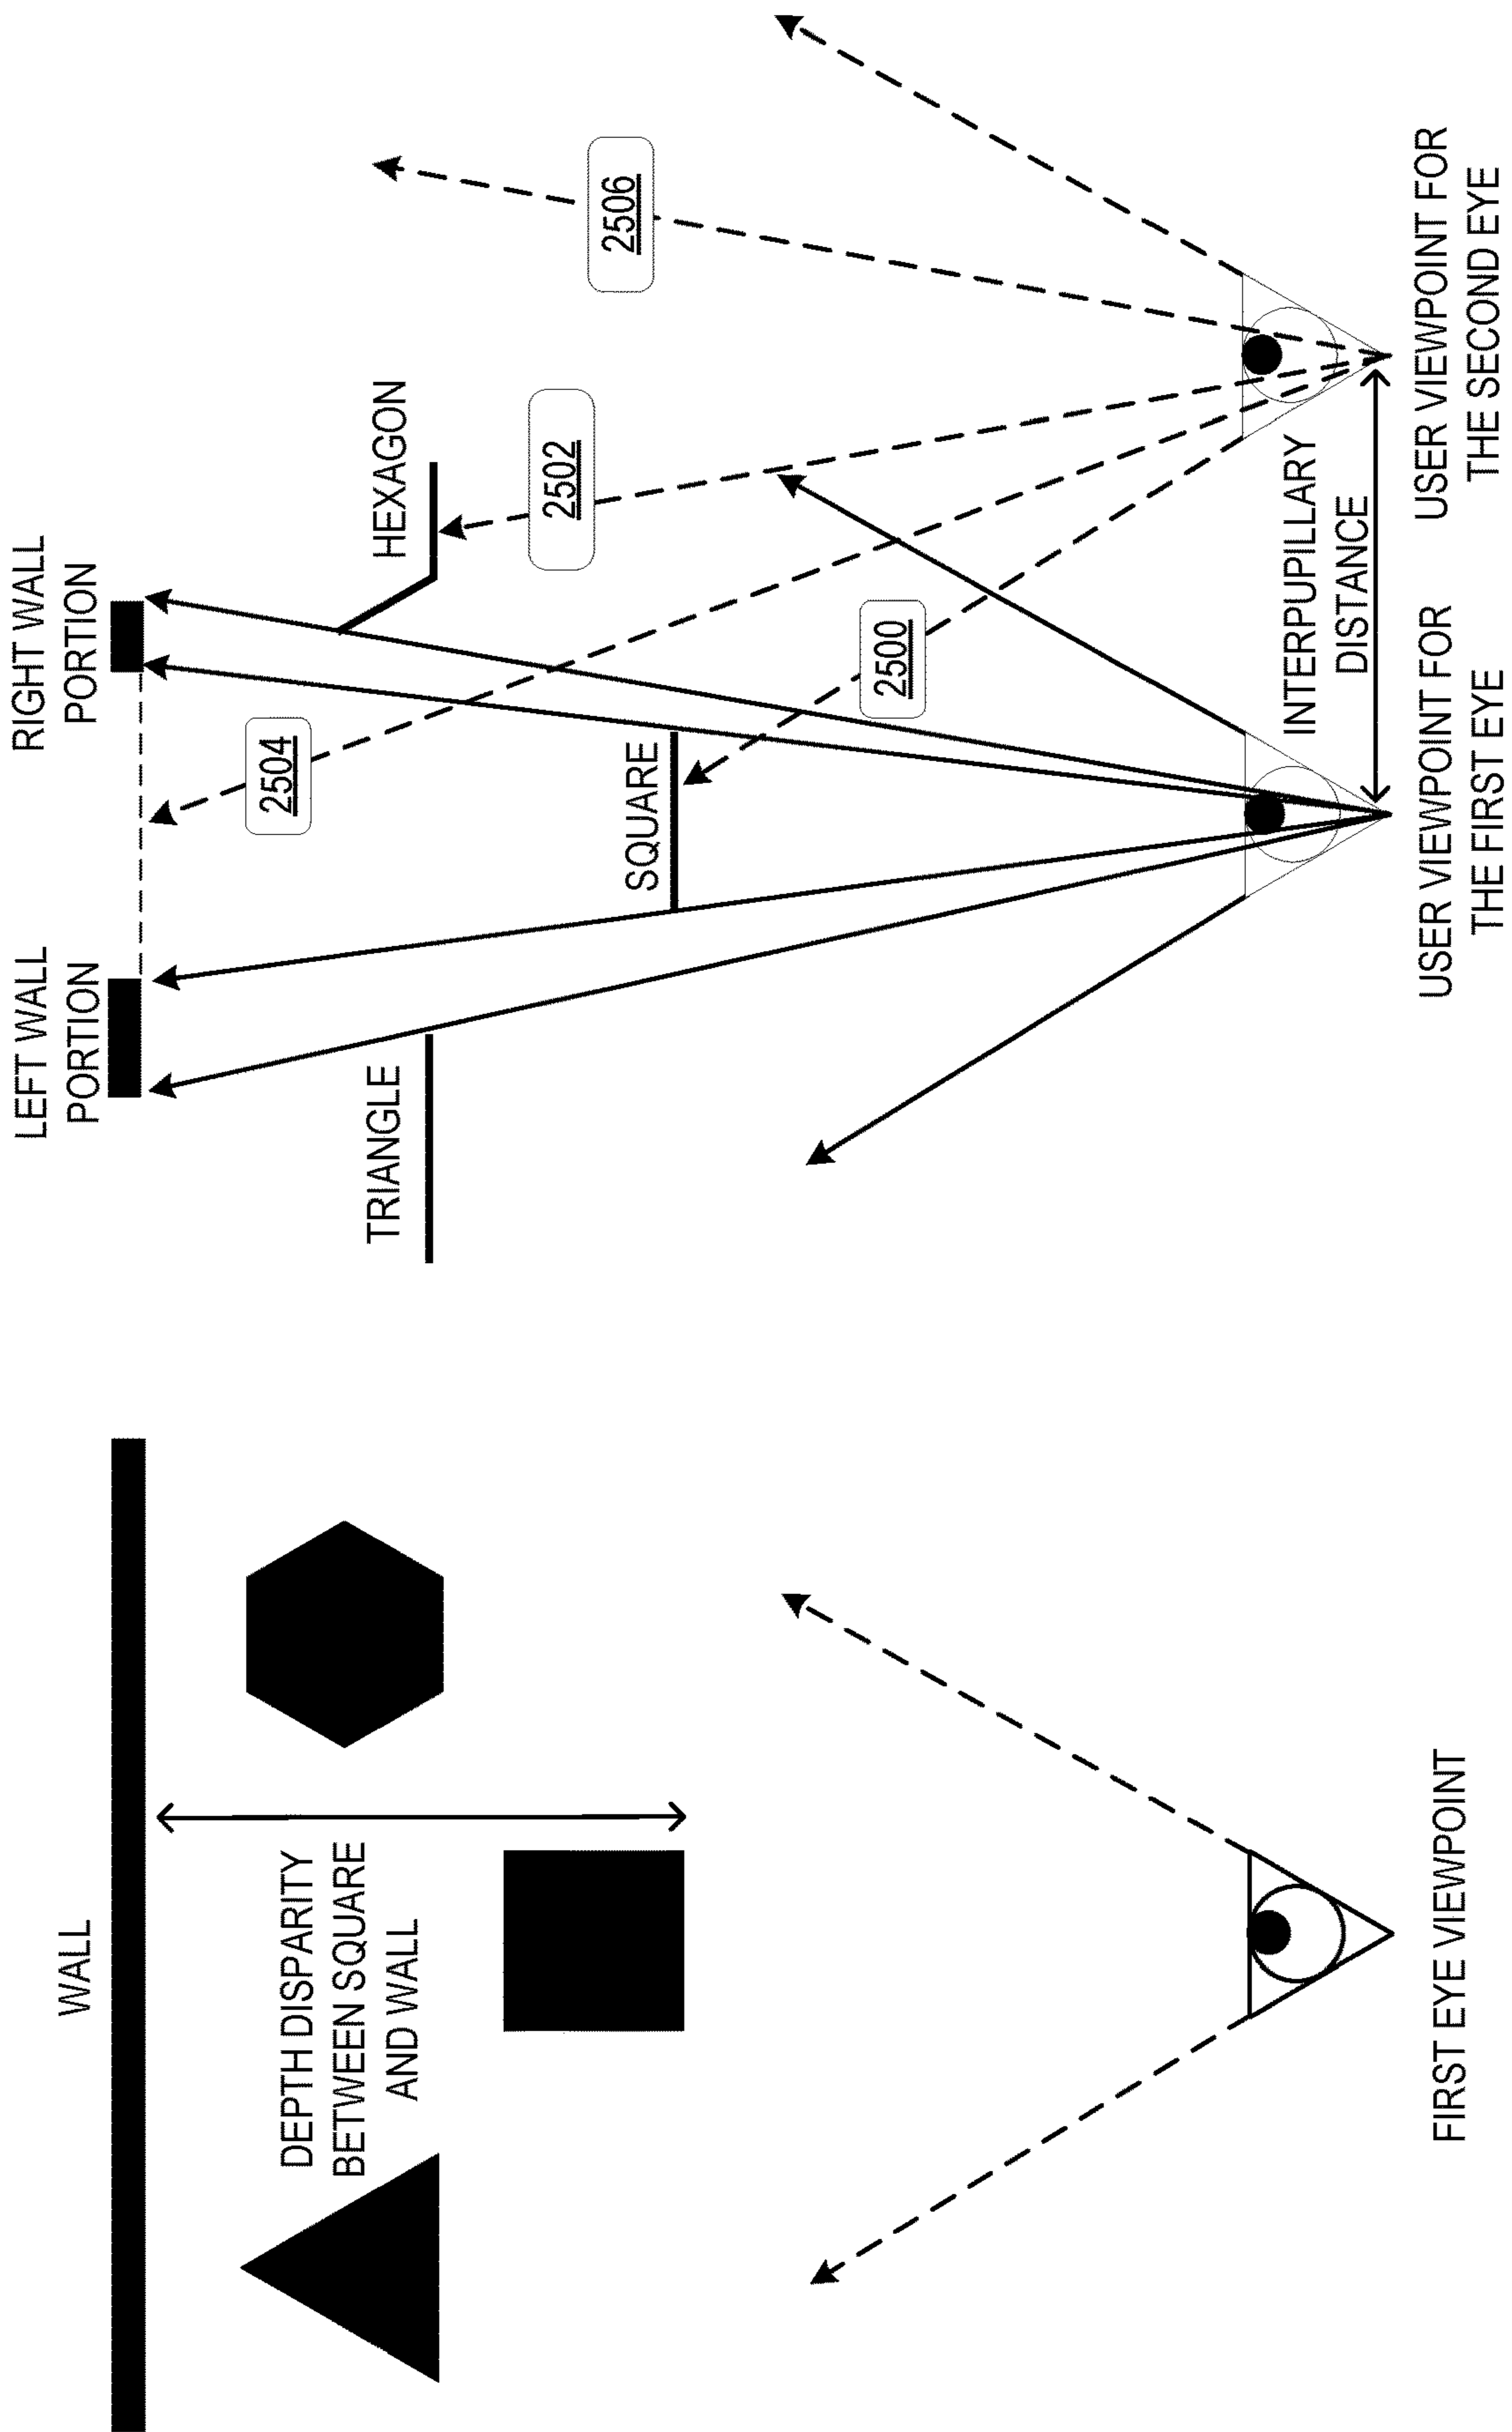 WALL
DEPTH DISPARITY
BETWEEN SQUARE
AND WALL
FIRST EYE VIEWPOINT
LEFT WALL
PORTION
RIGHT WALL
PORTION
TRIANGLE
2504
HEXAGON
SQUARE
2502
2506
2500
INTERPUPILLARY
DISTANCE
USER VIEWPOINT FOR
THE FIRST EYE
USER VIEWPOINT FOR
THE SECOND EYE